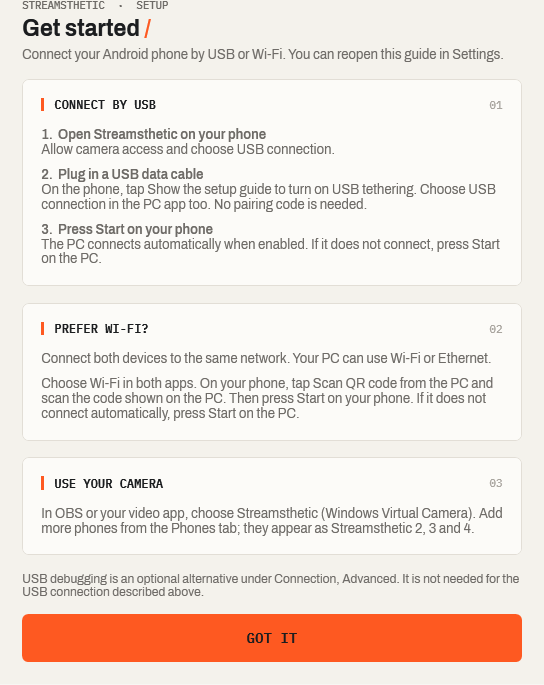 STREAMSTHETIC · SETUP
Get started /
Connect your Android phone by USB or Wi-Fi. You can reopen this guide in Settings.
CONNECT BY USB 01
1. Open Streamsthetic on your phone
Allow camera access and choose USB connection.
2. Plug in a USB data cable
On the phone, tap Show the setup guide to turn on USB tethering. Choose USB
connection in the PC app too. No pairing code is needed.
3. Press Start on your phone
The PC connects automatically when enabled. If it does not connect, press Start
on the PC.
PREFER WI-FI? 02
Connect both devices to the same network. Your PC can use Wi-Fi or Ethernet.
Choose Wi-Fi in both apps. On your phone, tap Scan QR code from the PC and
scan the code shown on the PC. Then press Start on your phone. If it does not
connect automatically, press Start on the PC.
USE YOUR CAMERA 03
In OBS or your video app, choose Streamsthetic (Windows Virtual Camera). Add
more phones from the Phones tab; they appear as Streamsthetic 2, 3 and 4.
USB debugging is an optional alternative under Connection, Advanced. It is not needed for the
USB connection described above.
GOT IT